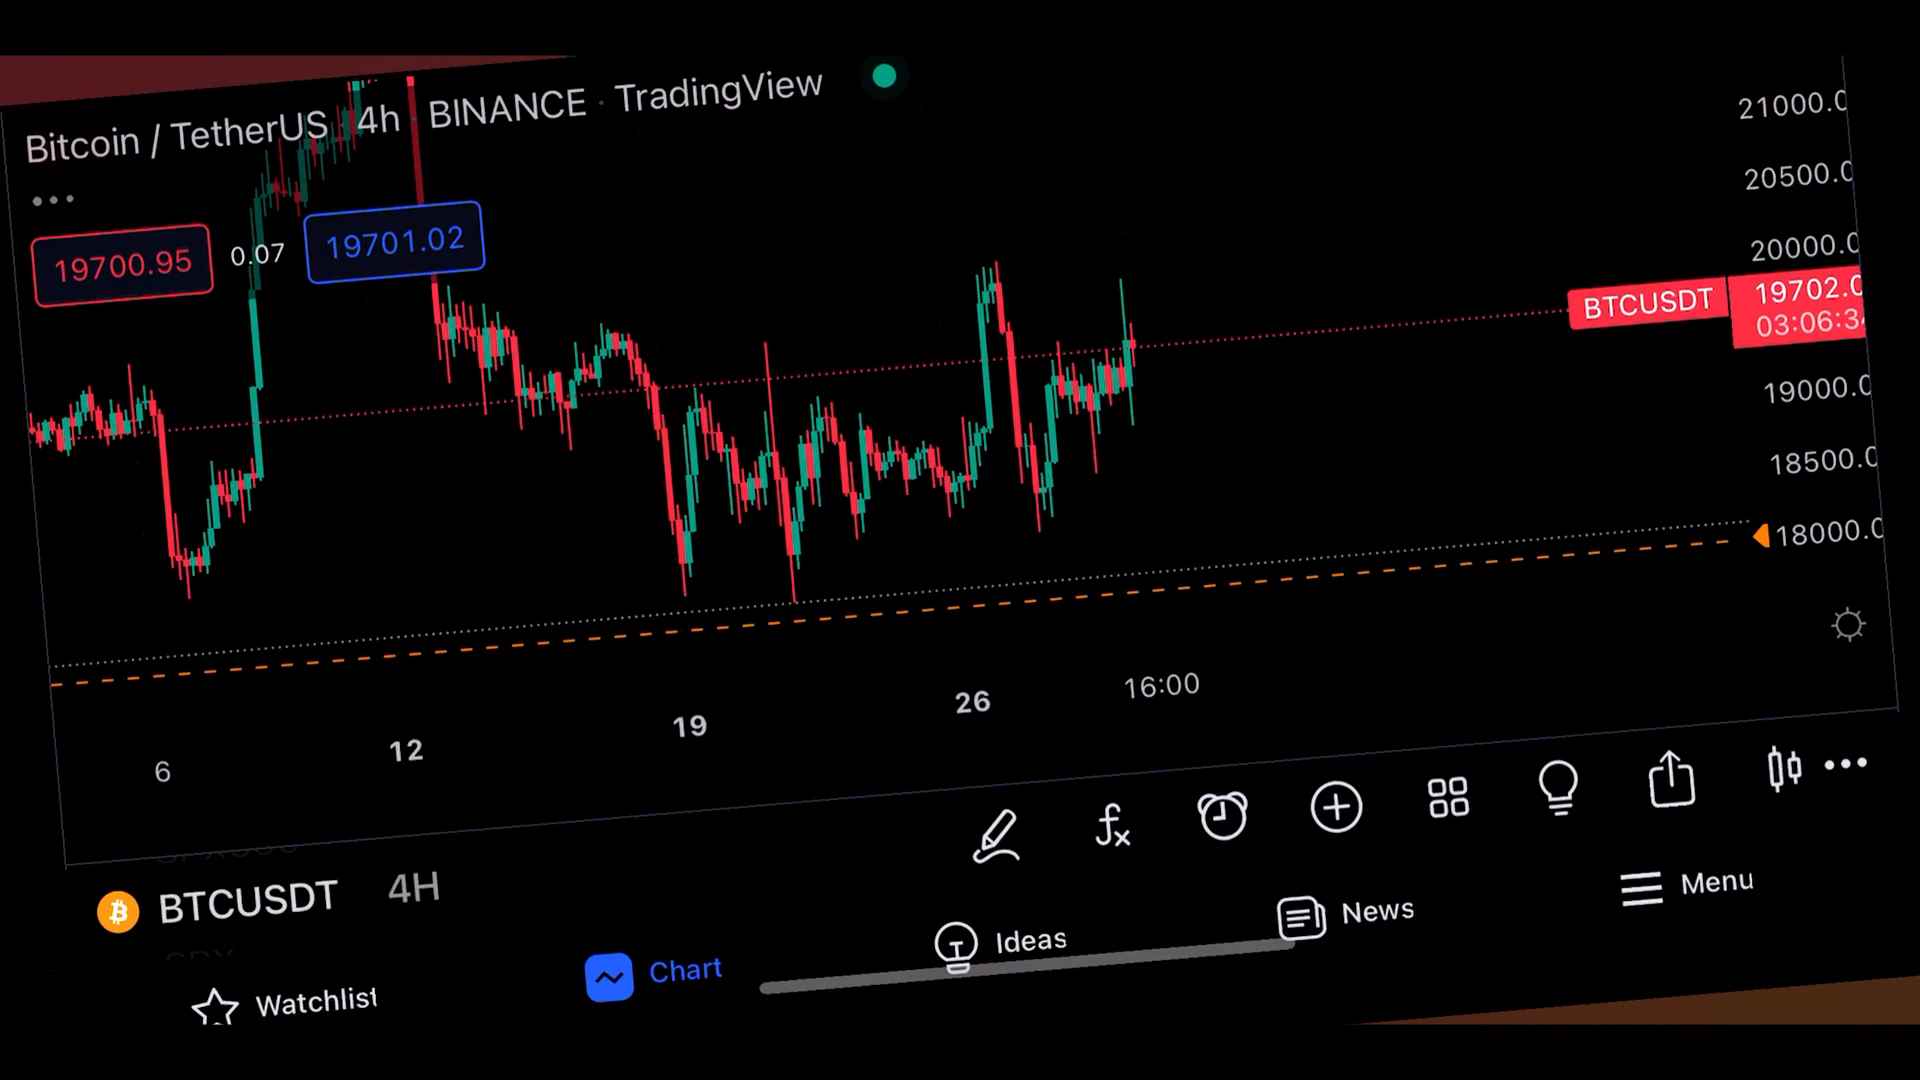 Bitcoin / TetherUS · 4h · BINANCE · TradingView
19700.95
0.07
19701.02
21000.0
20500.0
20000.0
BTCUSDT
19702.0
03:06:3
19000.0
18500.0
18000.0
6
12
19
26
16:00
BTCUSDT 4H
Watchlist
Chart
Ideas
News
Menu